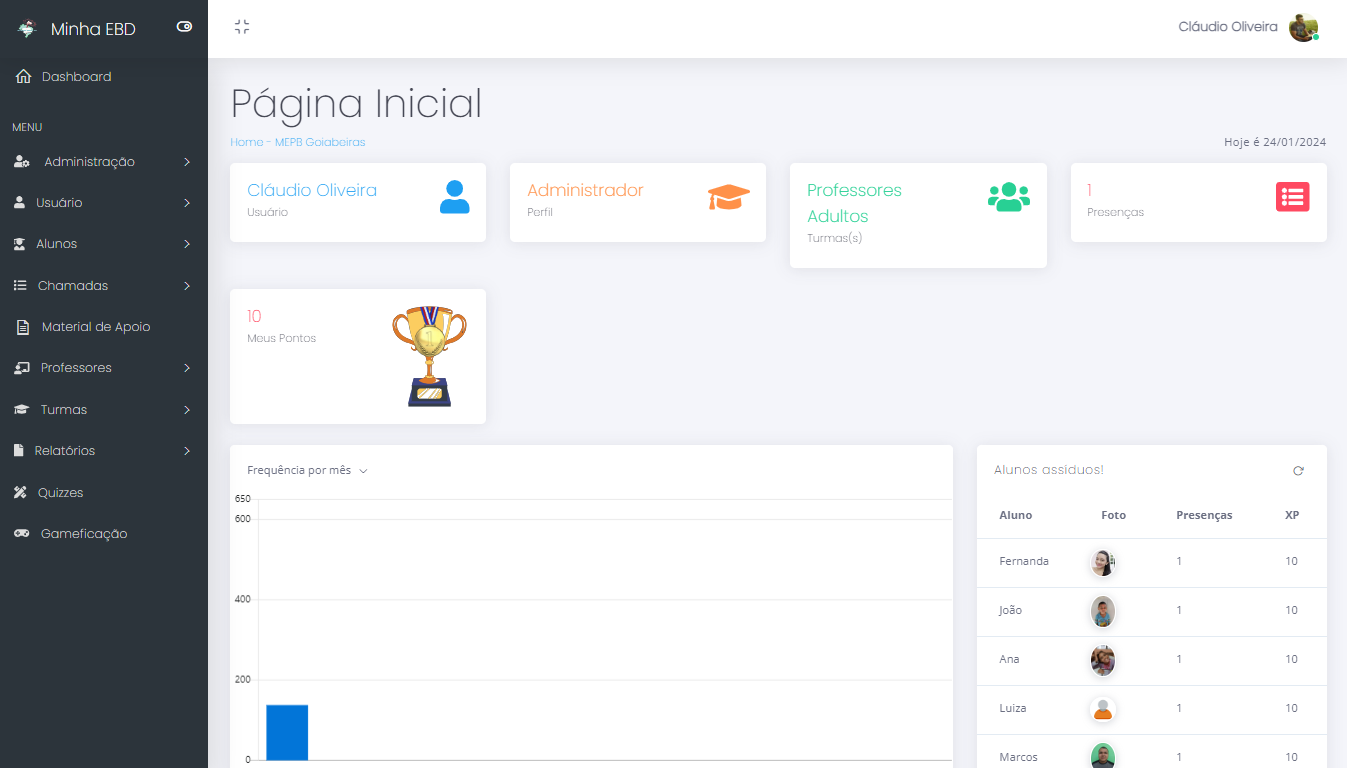 Minha EBD
Cláudio Oliveira
Dashboard
MENU
Administração
Usuário
Alunos
Chamadas
Material de Apoio
Professores
Turmas
Relatórios
Quizzes
Gameficação
Página Inicial
Home - MEPB Goiabeiras
Hoje é 24/01/2024
Cláudio Oliveira
Usuário
Administrador
Perfil
Professores
Adultos
Turmas(s)
1
Presenças
10
Meus Pontos
1
Frequência por mês
650
600
400
200
0
Alunos assíduos!
Aluno Foto Presenças XP
Fernanda 1 10
João 1 10
Ana 1 10
Luiza 1 10
Marcos 1 10